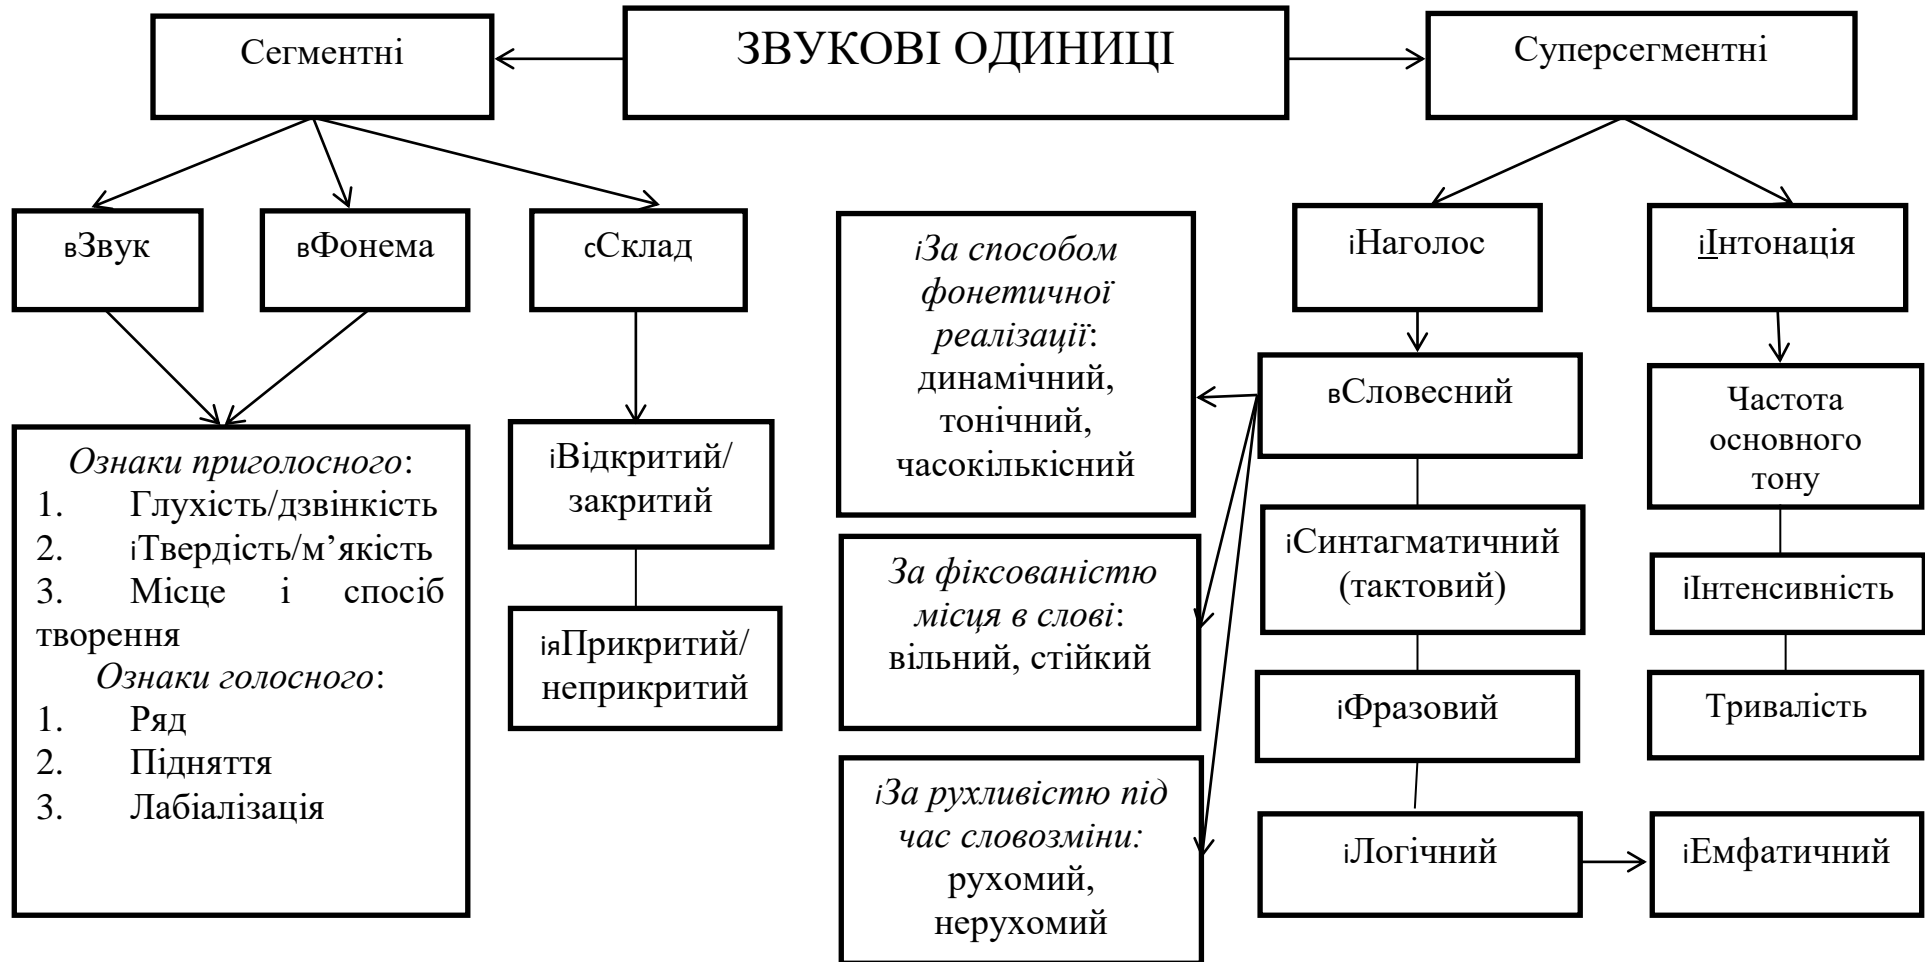 Сегментні
ЗВУКОВІ ОДИНИЦІ
Суперсегментні
вЗвук
вФонема
сСклад
іЗа способом
фонетичної
реалізації:
динамічний,
тонічний,
часокількісний
іНаголос
іІнтонація
вСловесний
Частота
основного
тону
Ознаки приголосного:
1. Глухість/дзвінкість
2. іТвердість/м’якість
3. Місце і спосіб
творення
Ознаки голосного:
1. Ряд
2. Підняття
3. Лабіалізація
іВідкритий/
закритий
іяПрикритий/
неприкритий
За фіксованістю
місця в слові:
вільний, стійкий
іСинтагматичний
(тактовий)
іІнтенсивність
іФразовий
Тривалість
іЗа рухливістю під
час словозміни:
рухомий,
нерухомий
іЛогічний
іЕмфатичний